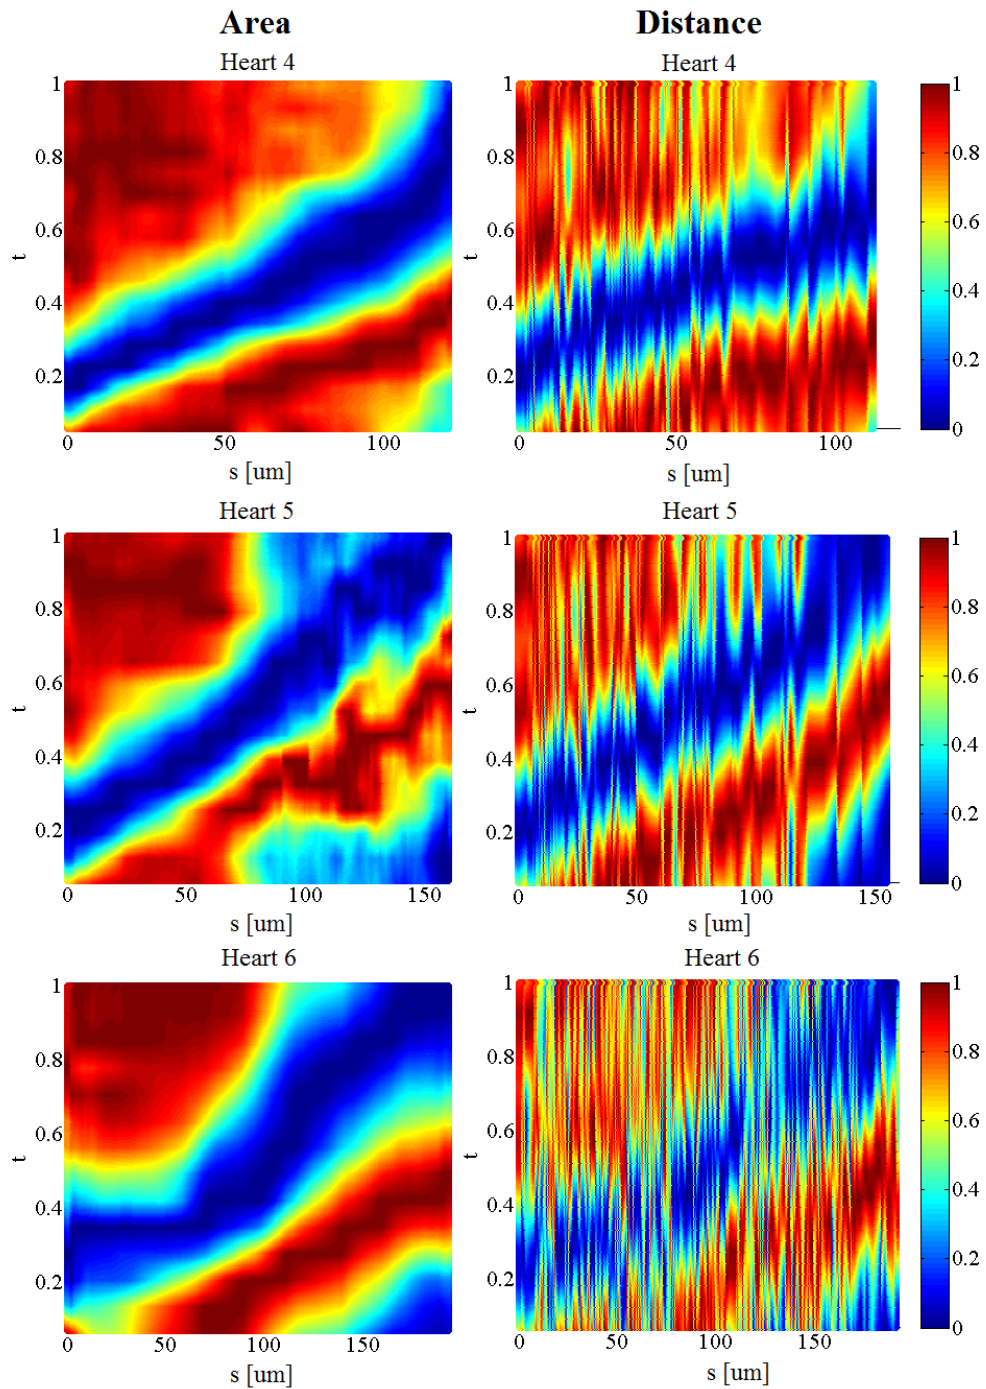 Area Distance
Heart 4 Heart 4
1 1 1
0.8 0.8 0.8
0.6 0.6 0.6
t t
0.4 0.4 0.4
0.2 0.2 0.2
0
0 50 100 0 50 100
s [um] s [um]
Heart 5 Heart 5
1 1 1
0.8 0.8 0.8
0.6 0.6 0.6
t t
0.4 0.4 0.4
0.2 0.2 0.2
0
0 50 100 150 0 50 100 150
s [um] s [um]
Heart 6 Heart 6
1 1 1
0.8 0.8 0.8
0.6 0.6 0.6
t t
0.4 0.4 0.4
0.2 0.2 0.2
0
0 50 100 150 0 50 100 150
s [um] s [um]